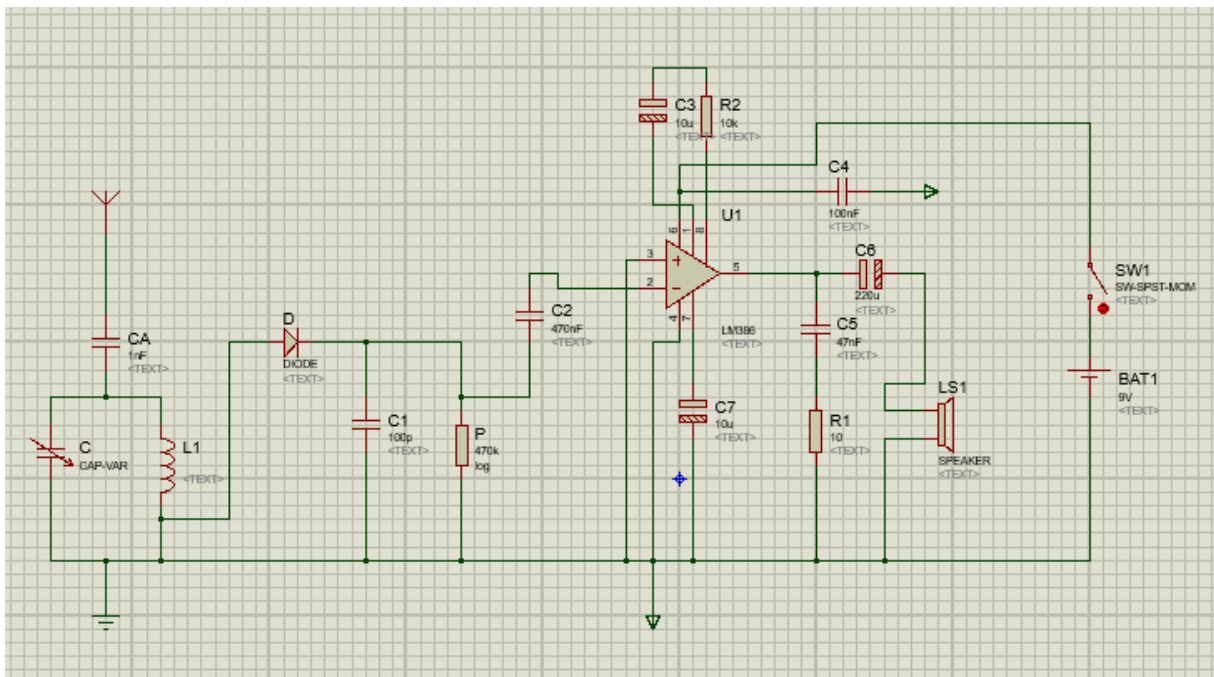 C3
10u
<TEXT>
R2
10k
<TEXT>
C4
100nF
<TEXT>
U1
6
1
8
3
2
5
4
7
LM386
<TEXT>
C6
220u
<TEXT>
SW1
SW-SPST-MOM
<TEXT>
C2
470nF
<TEXT>
C5
47nF
<TEXT>
CA
1nF
<TEXT>
D
DIODE
<TEXT>
BAT1
9V
<TEXT>
LS1
SPEAKER
<TEXT>
C7
10u
<TEXT>
R1
10
<TEXT>
C1
100p
<TEXT>
P
470k
log
C
CAP-VAR
L1
<TEXT>